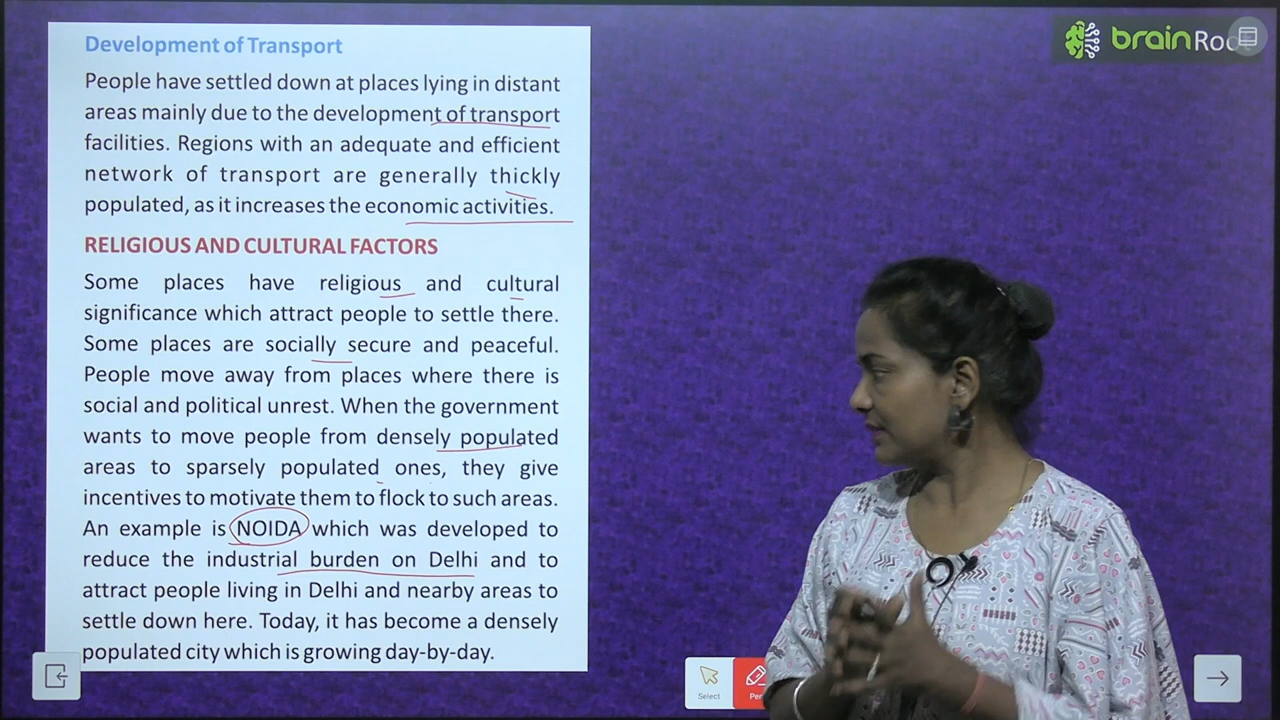 Development of Transport
People have settled down at places lying in distant
areas mainly due to the development of transport
facilities. Regions with an adequate and efficient
network of transport are generally thickly
populated, as it increases the economic activities.
RELIGIOUS AND CULTURAL FACTORS
Some places have religious and cultural
significance which attract people to settle there.
Some places are socially secure and peaceful.
People move away from places where there is
social and political unrest. When the government
wants to move people from densely populated
areas to sparsely populated ones, they give
incentives to motivate them to flock to such areas.
An example is NOIDA which was developed to
reduce the industrial burden on Delhi and to
attract people living in Delhi and nearby areas to
settle down here. Today, it has become a densely
populated city which is growing day-by-day.
brain
Select